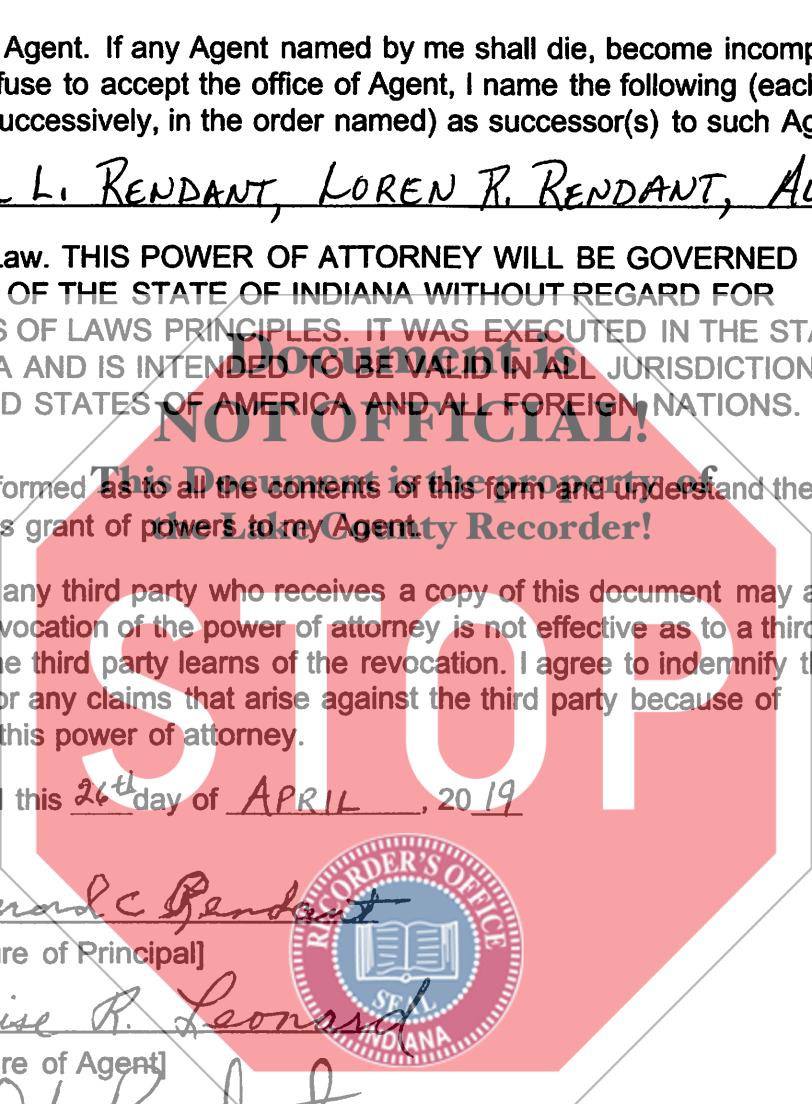 Agent. If any Agent named by me shall die, become incomp
fuse to accept the office of Agent, I name the following (each
uccessively, in the order named) as successor(s) to such Ag
L. RENDANT, LOREN R. RENDANT,
Law. THIS POWER OF ATTORNEY WILL BE GOVERNED
OF THE STATE OF INDIANA WITHOUT REGARD FOR
S OF LAWS PRINCIPLES. IT WAS EXECUTED IN THE STA
A AND IS INTENDED TO BE VALID IN ALL JURISDICTION
D STATES OF AMERICA AND ALL FOREIGN NATIONS.
Document is
NOT OFFICIAL!
This Document is the property of
the Lake County Recorder!
formed as to all the contents of this form and understand the
s grant of powers to my Agent.
any third party who receives a copy of this document may a
vocation of the power of attorney is not effective as to a third
he third party learns of the revocation. I agree to indemnify th
or any claims that arise against the third party because of
this power of attorney.
STOP
this 26th day of APRIL, 20 19
C Rendant
re of Principal]
ise R. Leonard
re of Agent]
RECORDER'S OFFICE
SEAL
INDIANA